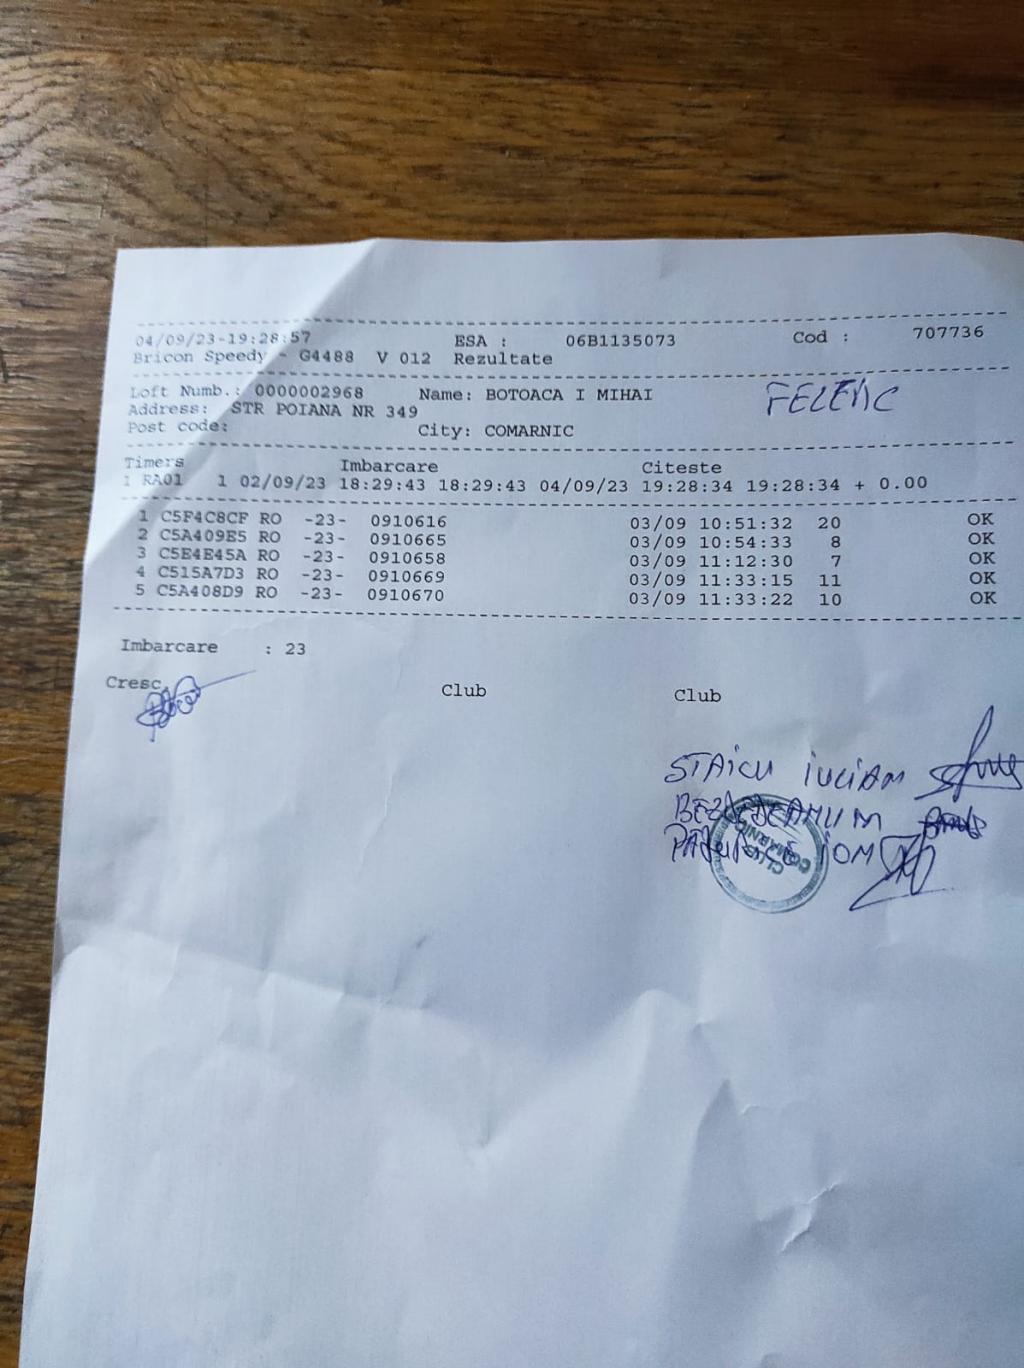 04/09/23-19:28:57 ESA : 06B1135073 Cod : 707736
Bricon Speedy - G4488 V 012 Rezultate
Loft Numb.: 0000002968 Name: BOTOACA I MIHAI
Address: STR POIANA NR 349
Post code: City: COMARNIC
Timers Imbarcare Citeste
1 RA01 1 02/09/23 18:29:43 18:29:43 04/09/23 19:28:34 19:28:34 + 0.00
1 C5F4C8CF RO -23- 0910616 03/09 10:51:32 20 OK
2 C5A409E5 RO -23- 0910665 03/09 10:54:33 8 OK
3 C5E4E45A RO -23- 0910658 03/09 11:12:30 7 OK
4 C515A7D3 RO -23- 0910669 03/09 11:33:15 11 OK
5 C5A408D9 RO -23- 0910670 03/09 11:33:22 10 OK
Imbarcare : 23
Cresc. Club Club
STAICU IULIAN
CLUB
COMARNIC